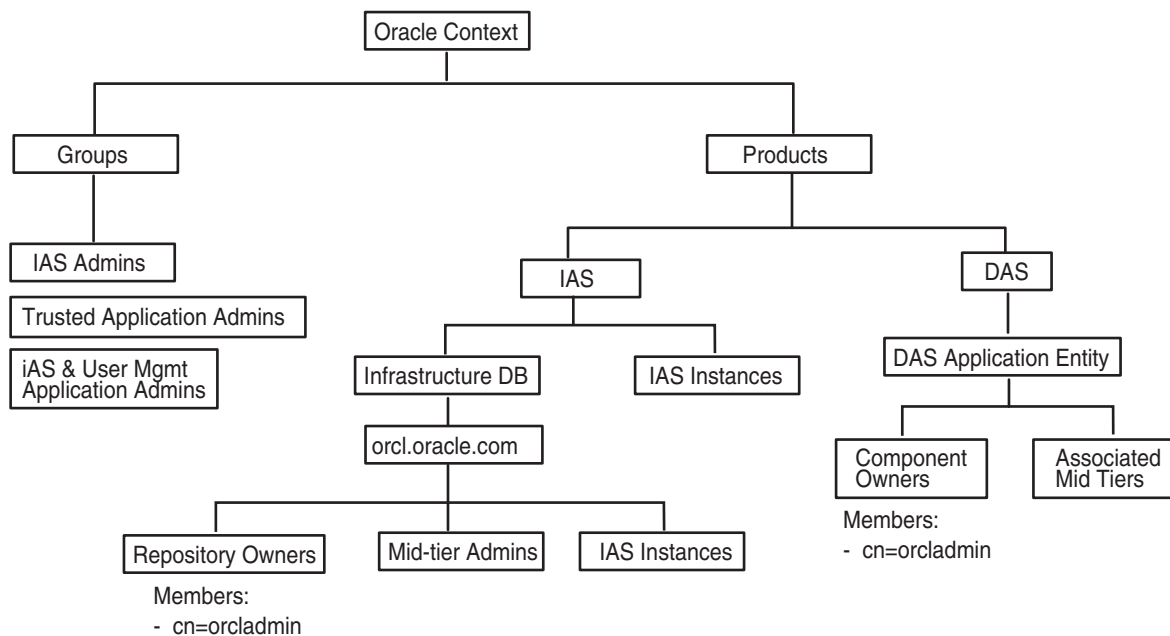 Oracle Context
Groups
Products
IAS Admins
IAS
DAS
Trusted Application Admins
iAS & User Mgmt
Application Admins
Infrastructure DB
IAS Instances
DAS Application Entity
orcl.oracle.com
Component
Owners
Associated
Mid Tiers
Members:
- cn=orcladmin
Repository Owners
Mid-tier Admins
IAS Instances
Members:
- cn=orcladmin